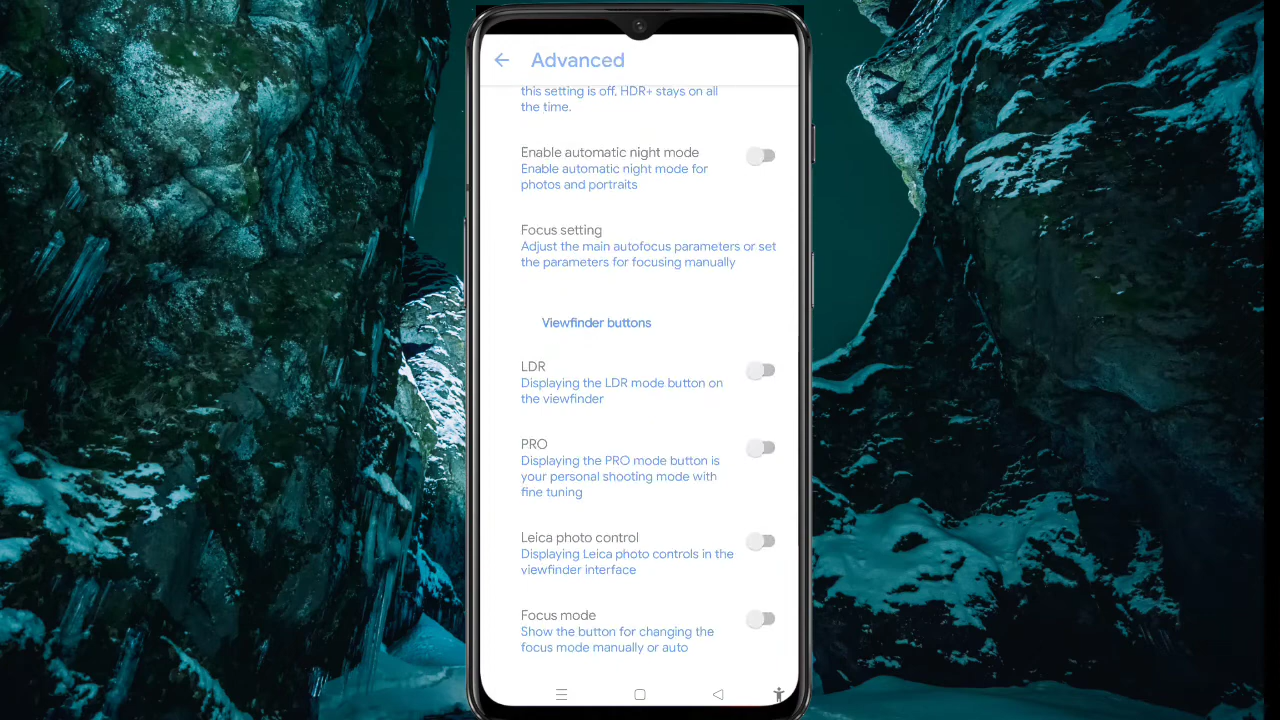 Advanced
this setting is off, HDR+ stays on all
the time.
Enable automatic night mode
Enable automatic night mode for
photos and portraits
Focus setting
Adjust the main autofocus parameters or set
the parameters for focusing manually
Viewfinder buttons
LDR
Displaying the LDR mode button on
the viewfinder
PRO
Displaying the PRO mode button is
your personal shooting mode with
fine tuning
Leica photo control
Displaying Leica photo controls in the
viewfinder interface
Focus mode
Show the button for changing the
focus mode manually or auto